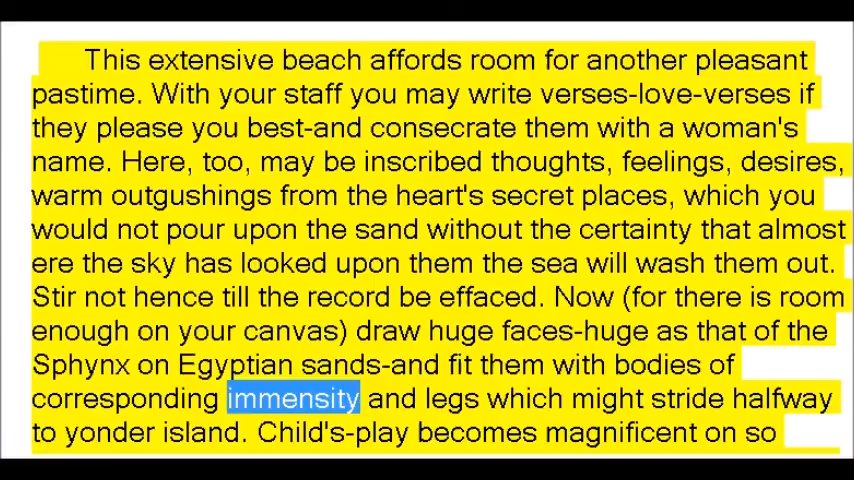 This extensive beach affords room for another pleasant
pastime. With your staff you may write verses-love-verses if
they please you best-and consecrate them with a woman's
name. Here, too, may be inscribed thoughts, feelings, desires,
warm outgushings from the heart's secret places, which you
would not pour upon the sand without the certainty that almost
ere the sky has looked upon them the sea will wash them out.
Stir not hence till the record be effaced. Now (for there is room
enough on your canvas) draw huge faces-huge as that of the
Sphynx on Egyptian sands-and fit them with bodies of
corresponding immensity and legs which might stride halfway
to yonder island. Child's-play becomes magnificent on so